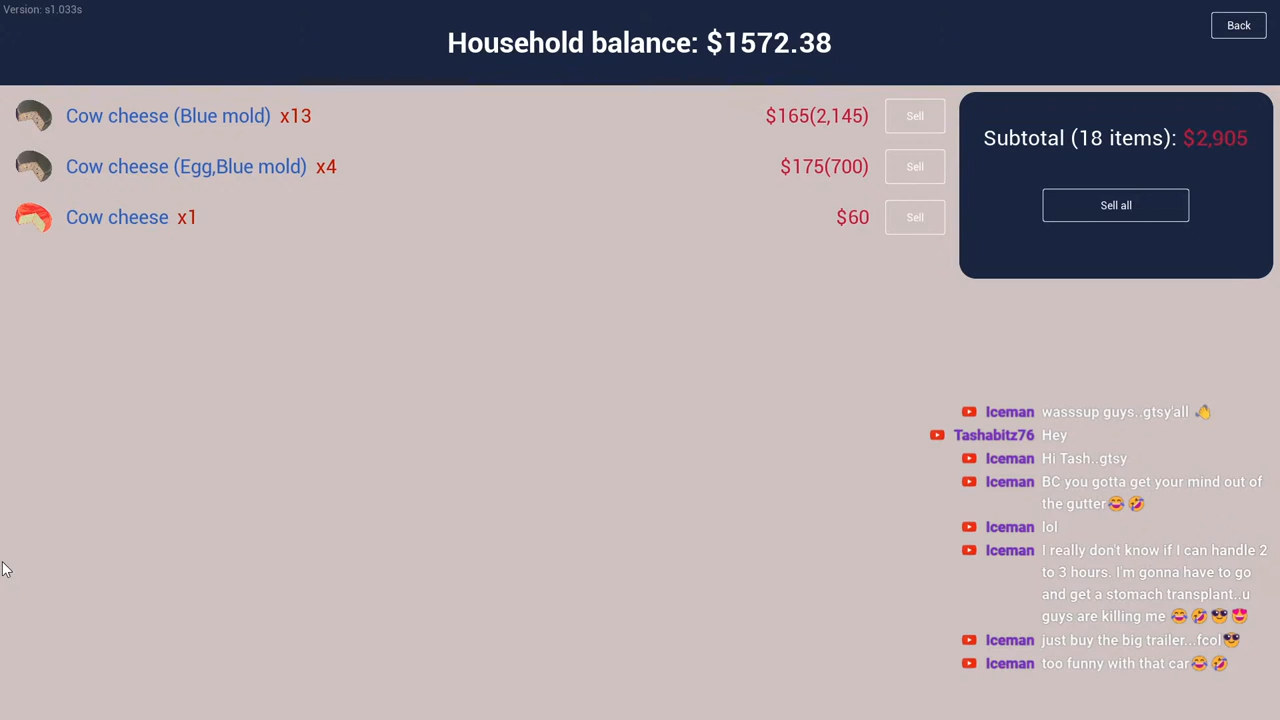 Version: s1.033s
Household balance: $1572.38
Back
Cow cheese (Blue mold) x13 $165(2,145) Sell
Cow cheese (Egg,Blue mold) x4 $175(700) Sell
Cow cheese x1 $60 Sell
Subtotal (18 items): $2,905
Sell all
Iceman wasssup guys..gtsy'all 👋
Tashabitz76 Hey
Iceman Hi Tash..gtsy
Iceman BC you gotta get your mind out of
the gutter😂 🤣
Iceman lol
Iceman I really don't know if I can handle 2
to 3 hours. I'm gonna have to go
and get a stomach transplant..u
guys are killing me 😂 🤣 😎 😍
Iceman just buy the big trailer...fcol😎
Iceman too funny with that car😂 🤣